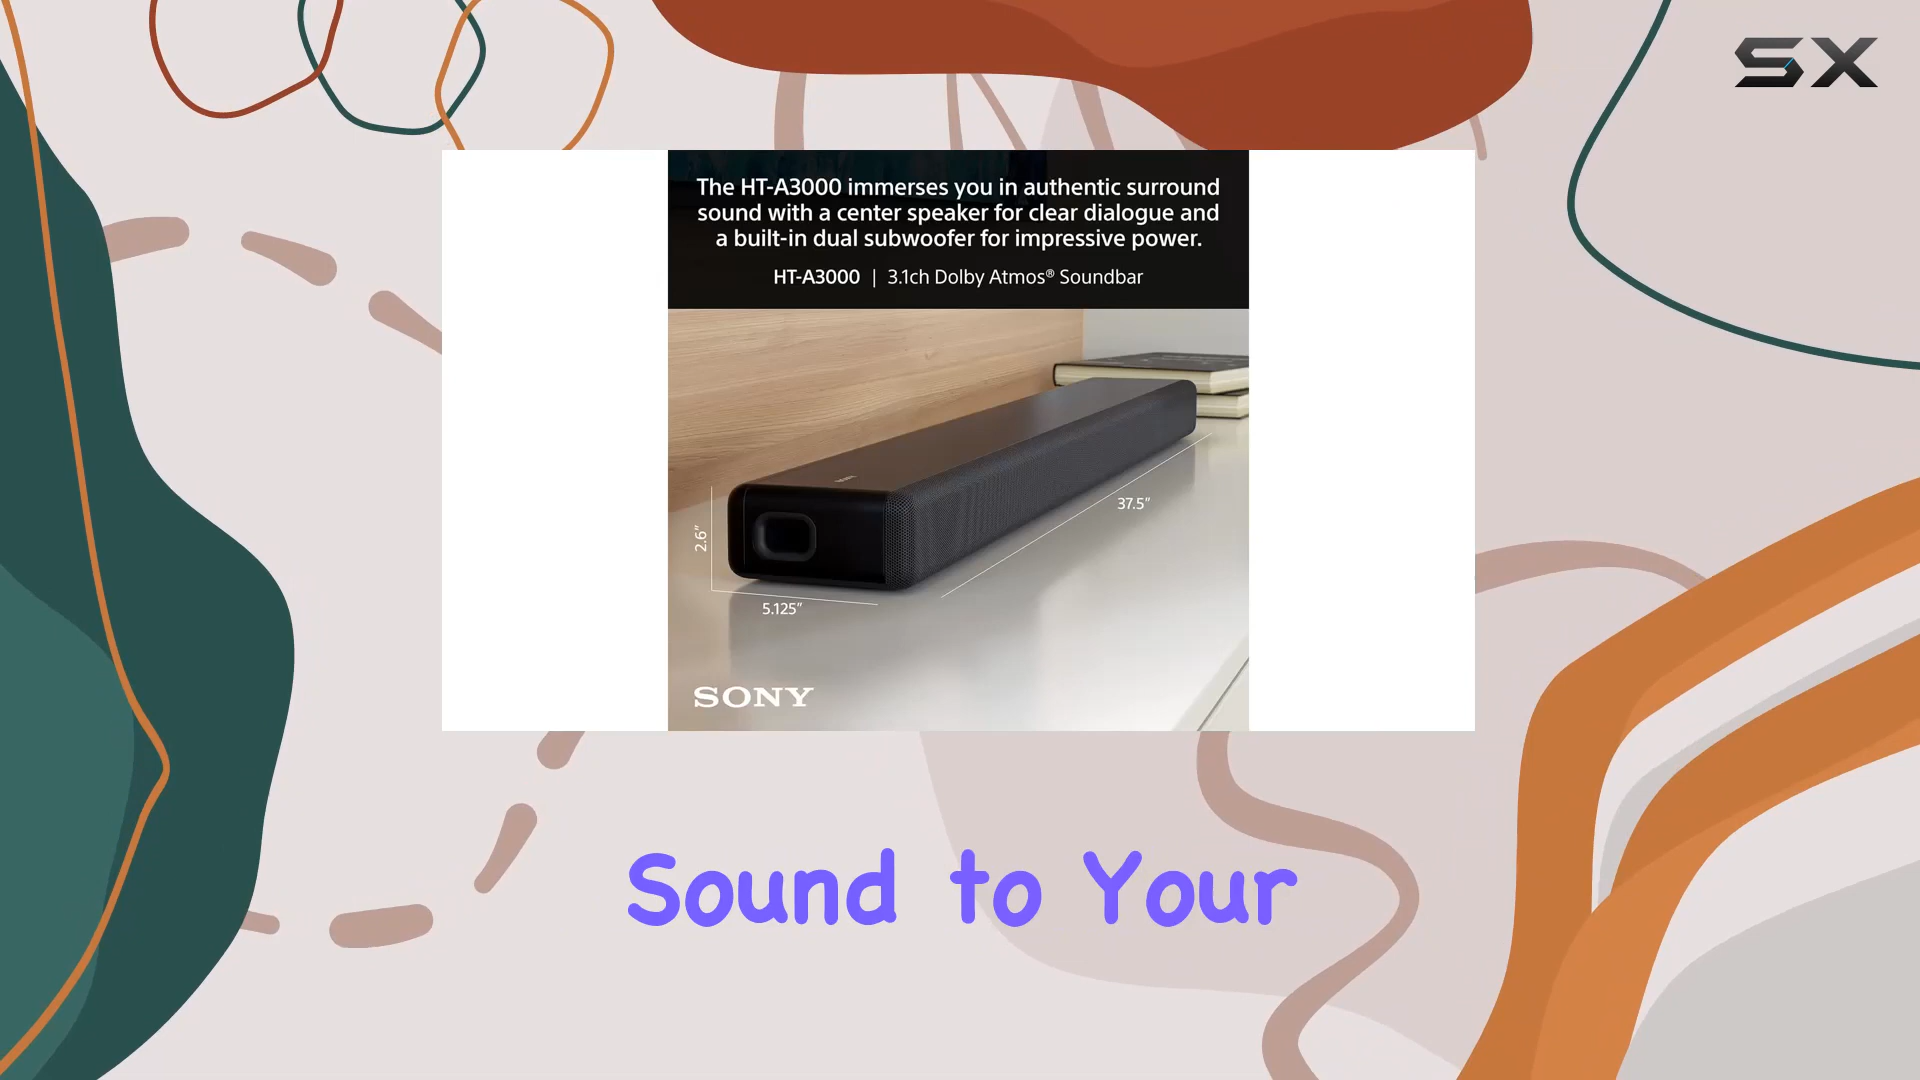 SX
The HT-A3000 immerses you in authentic surround
sound with a center speaker for clear dialogue and
a built-in dual subwoofer for impressive power.
HT-A3000 | 3.1ch Dolby Atmos® Soundbar
37.5"
2.6"
5.125"
SONY
Sound to Your